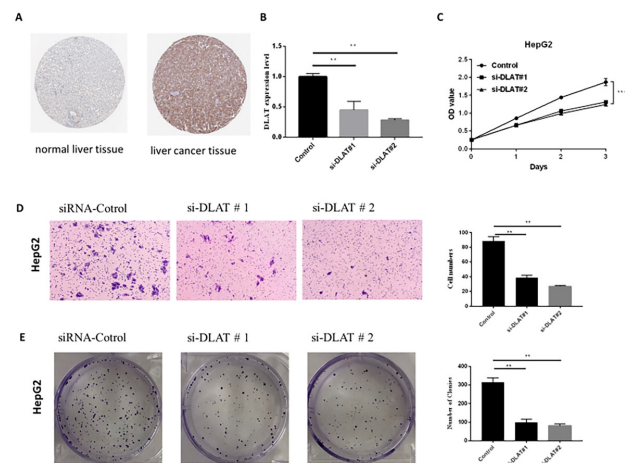 A
normal liver tissue
liver cancer tissue
B
DLAT expression level
1.5
1.0
0.5
0.0
**
**
Control
si-DLAT#1
si-DLAT#2
C
HepG2
OD value
2.5
2.0
1.5
1.0
0.5
0.0
Control
si-DLAT#1
si-DLAT#2
***
0
1
2
3
Days
D
siRNA-Cotrol
si-DLAT # 1
si-DLAT # 2
HepG2
Cell numbers
100
80
60
40
20
0
**
**
Control
si-DLAT#1
si-DLAT#2
E
siRNA-Cotrol
si-DLAT # 1
si-DLAT # 2
HepG2
400
300
200
100
0
**
**
Control
si-DLAT#1
si-DLAT#2